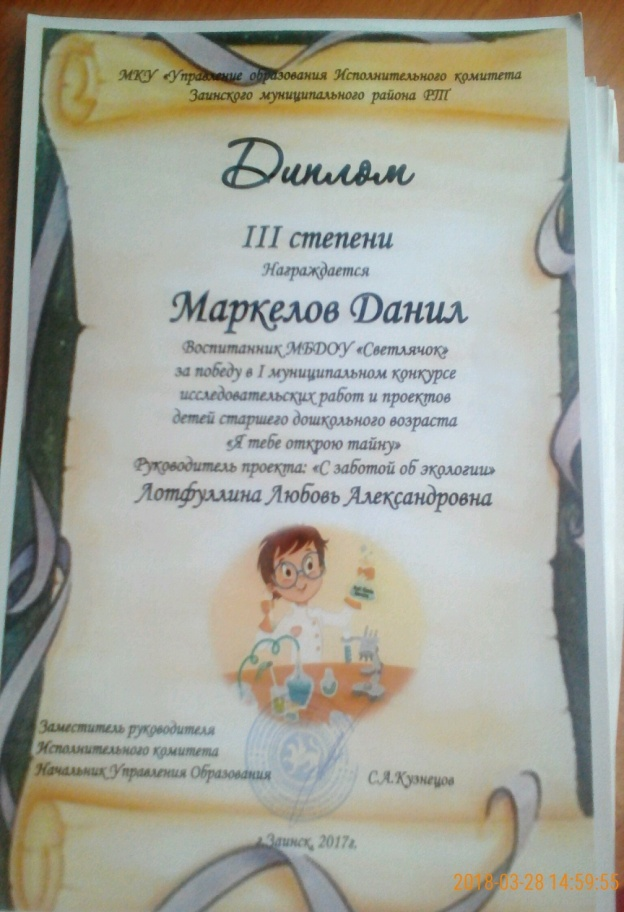 МКУ «Управление образования Исполнительного комитета
Заинского муниципального района РТ
Диплом
III степени
Награждается
Маркелов Данил
Воспитанник МБДОУ «Светлячок»
за победу в I муниципальном конкурсе
исследовательских работ и проектов
детей старшего дошкольного возраста
«Я тебе открою тайну»
Руководитель проекта: «С заботой об экологии»
Лотфуллина Любовь Александровна
Заместитель руководителя
Исполнительного комитета
Начальник Управления Образования
С.А.Кузнецов
г.Заинск, 2017г.
2018-03-28 14:59:55